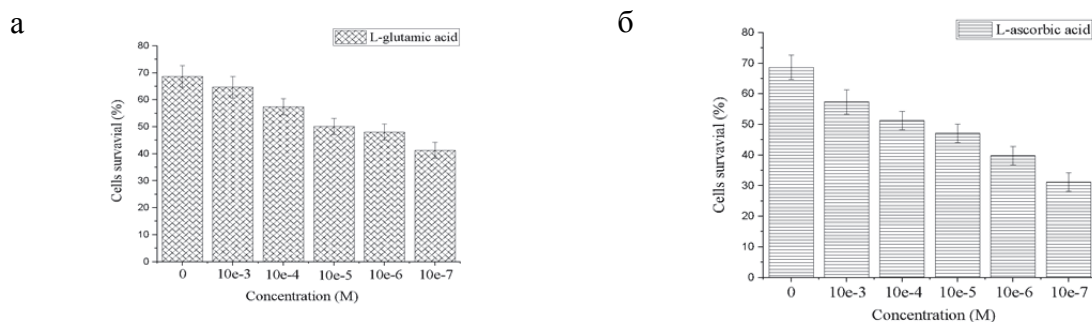 а
L-glutamic acid
80
70
60
50
40
30
20
10
0
Cells survavial (%)
0 10e-3 10e-4 10e-5 10e-6 10e-7
Concentration (M)
б
L-ascorbic acid
80
70
60
50
40
30
20
10
0
Cells survavial (%)
0 10e-3 10e-4 10e-5 10e-6 10e-7
Concentration (M)